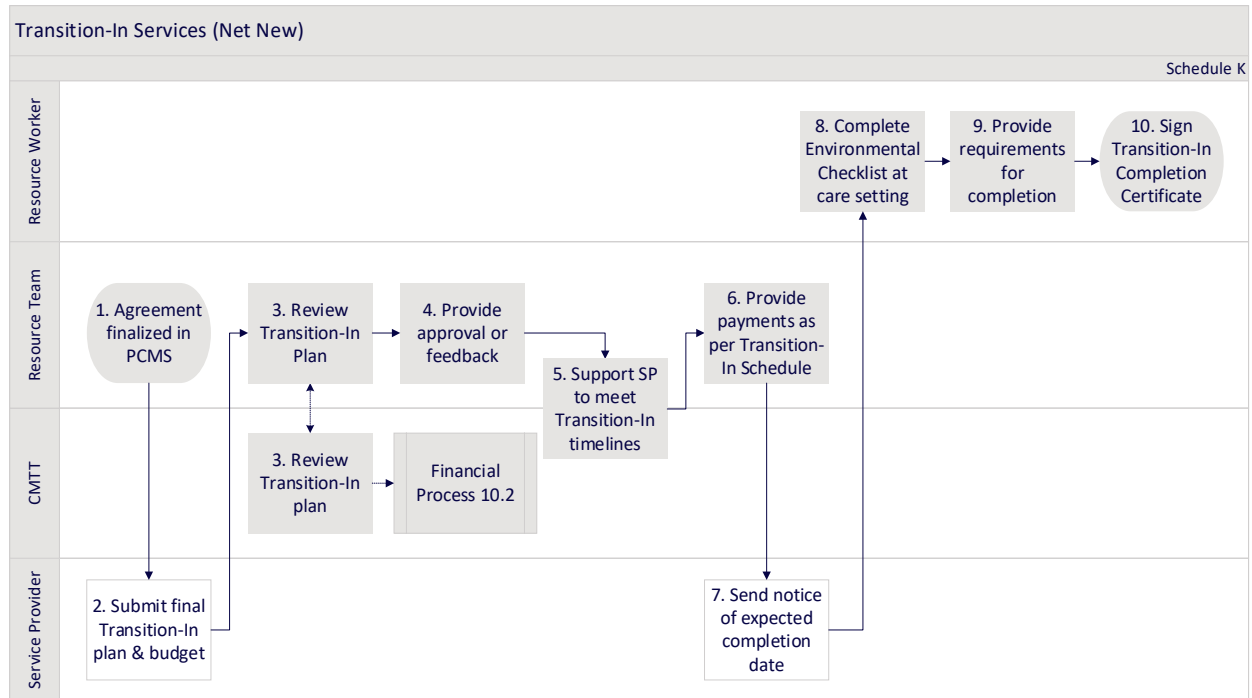 Transition-In Services (Net New)
Schedule K
Resource Worker
8. Complete
Environmental
Checklist at
care setting
9. Provide
requirements
for
completion
10. Sign
Transition-In
Completion
Certificate
Resource Team
1. Agreement
finalized in
PCMS
3. Review
Transition-In
Plan
4. Provide
approval or
feedback
5. Support SP
to meet
Transition-In
timelines
6. Provide
payments as
per Transition-
In Schedule
CMTT
3. Review
Transition-In
plan
Financial
Process 10.2
Service Provider
2. Submit final
Transition-In
plan & budget
7. Send notice
of expected
completion
date